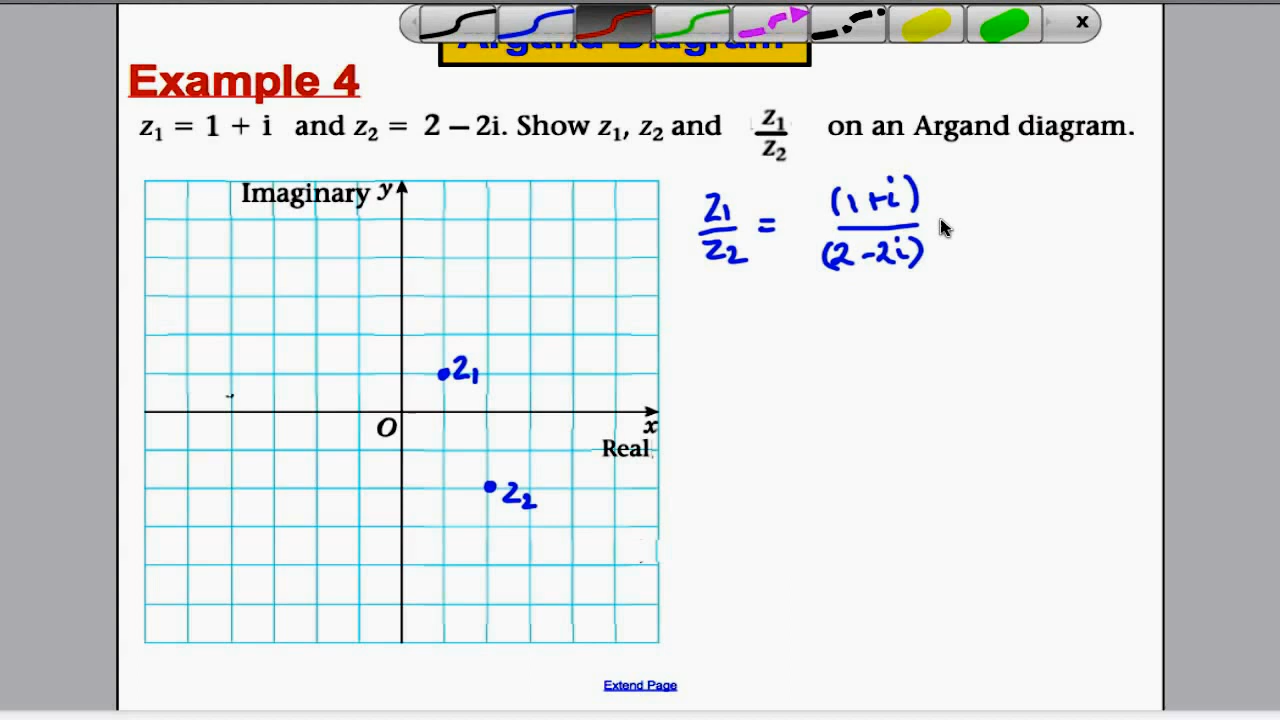 Argand Diagram
x
Example 4
z₁ = 1 + i and z₂ = 2 – 2i. Show z₁, z₂ and z₁/z₂ on an Argand diagram.
Imaginary y
z₁/z₂ = (1+i)/(2-2i)
z₁
O
x
Real
z₂
Extend Page